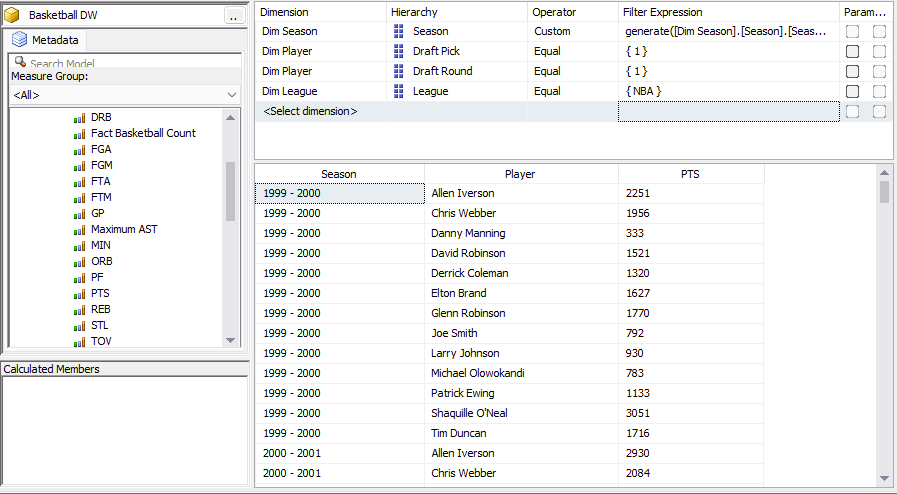 Basketball DW ..
Metadata
Search Model
Measure Group:
<All>
DRB
Fact Basketball Count
FGA
FGM
FTA
FTM
GP
Maximum AST
MIN
ORB
PF
PTS
REB
STL
TOV
Calculated Members
Dimension Hierarchy Operator Filter Expression Param...
Dim Season Season Custom generate([Dim Season].[Season].[Seas...
Dim Player Draft Pick Equal { 1 }
Dim Player Draft Round Equal { 1 }
Dim League League Equal { NBA }
<Select dimension>
Season Player PTS
1999 - 2000 Allen Iverson 2251
1999 - 2000 Chris Webber 1956
1999 - 2000 Danny Manning 333
1999 - 2000 David Robinson 1521
1999 - 2000 Derrick Coleman 1320
1999 - 2000 Elton Brand 1627
1999 - 2000 Glenn Robinson 1770
1999 - 2000 Joe Smith 792
1999 - 2000 Larry Johnson 930
1999 - 2000 Michael Olowokandi 783
1999 - 2000 Patrick Ewing 1133
1999 - 2000 Shaquille O'Neal 3051
1999 - 2000 Tim Duncan 1716
2000 - 2001 Allen Iverson 2930
2000 - 2001 Chris Webber 2084